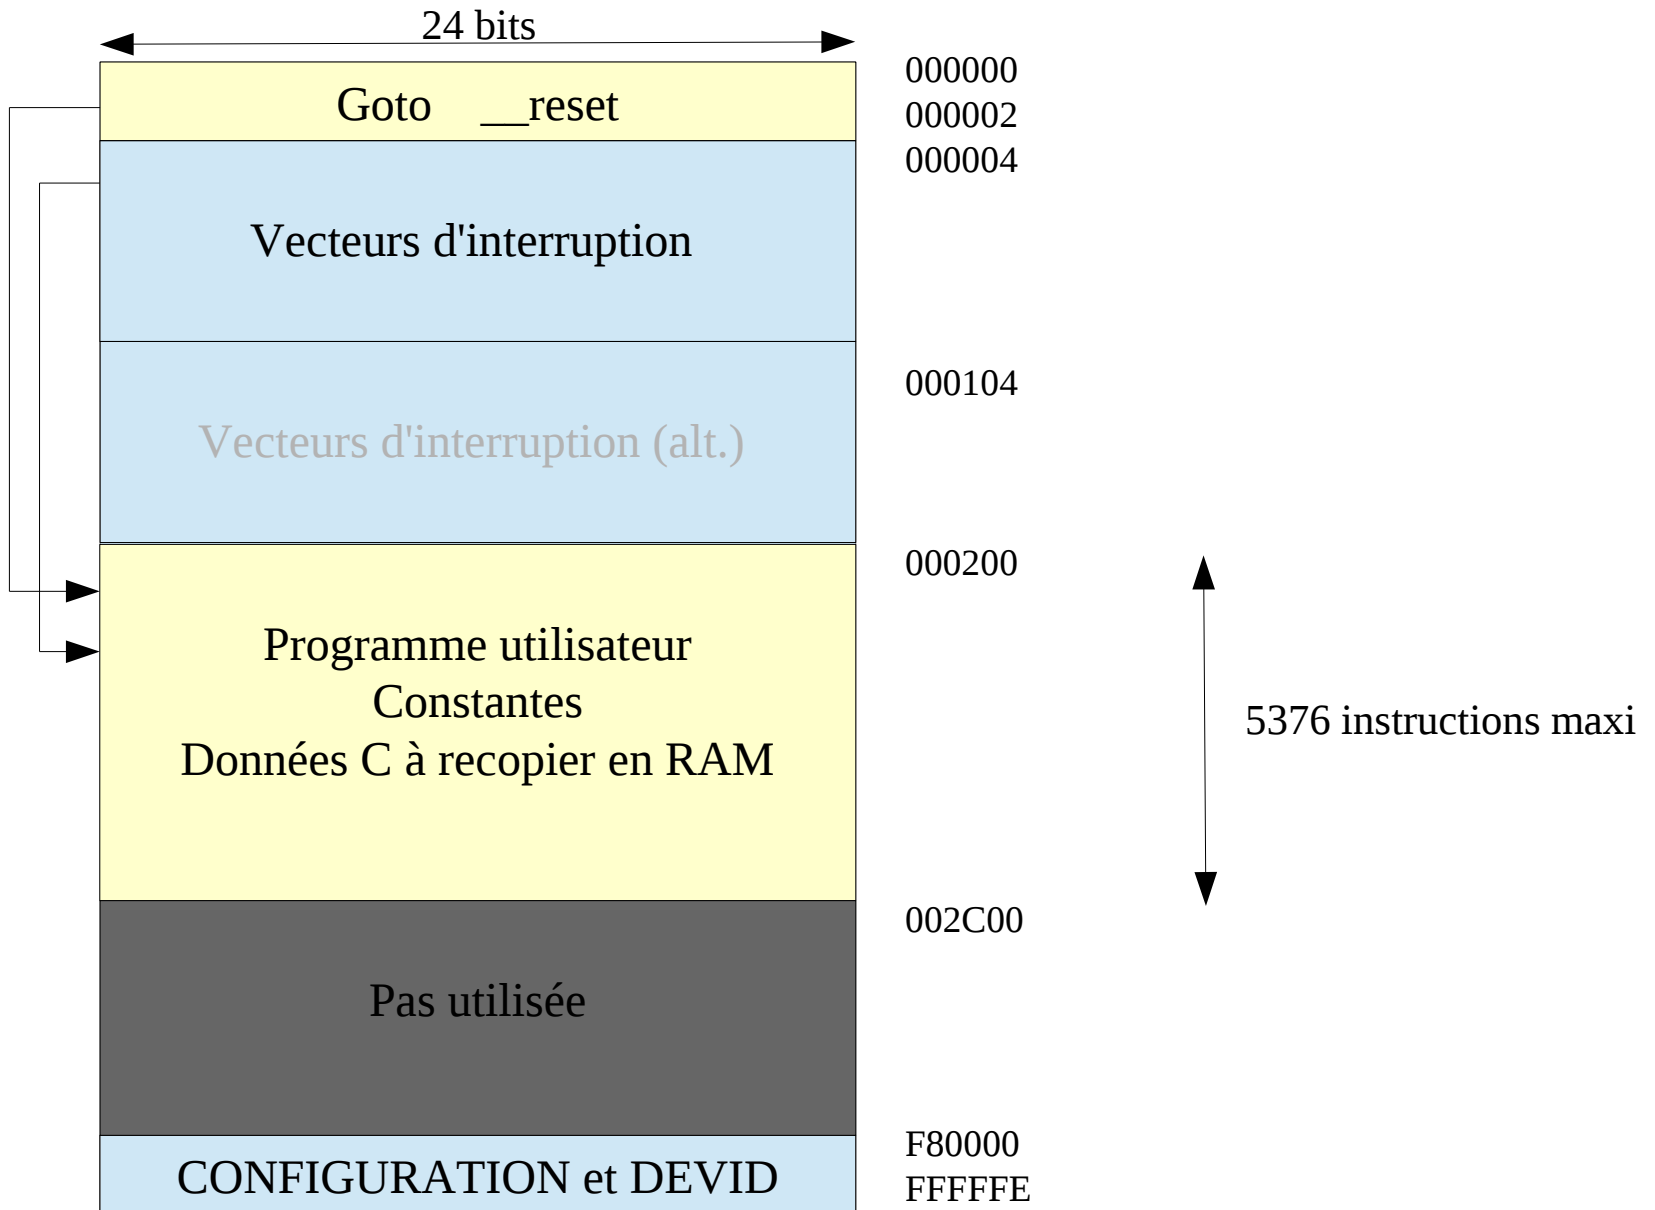 24 bits
000000
Goto __reset
000002
000004
Vecteurs d'interruption
000104
Vecteurs d'interruption (alt.)
000200
Programme utilisateur
Constantes
5376 instructions maxi
Données C à recopier en RAM
002C00
Pas utilisée
F80000
CONFIGURATION et DEVID
FFFFFE